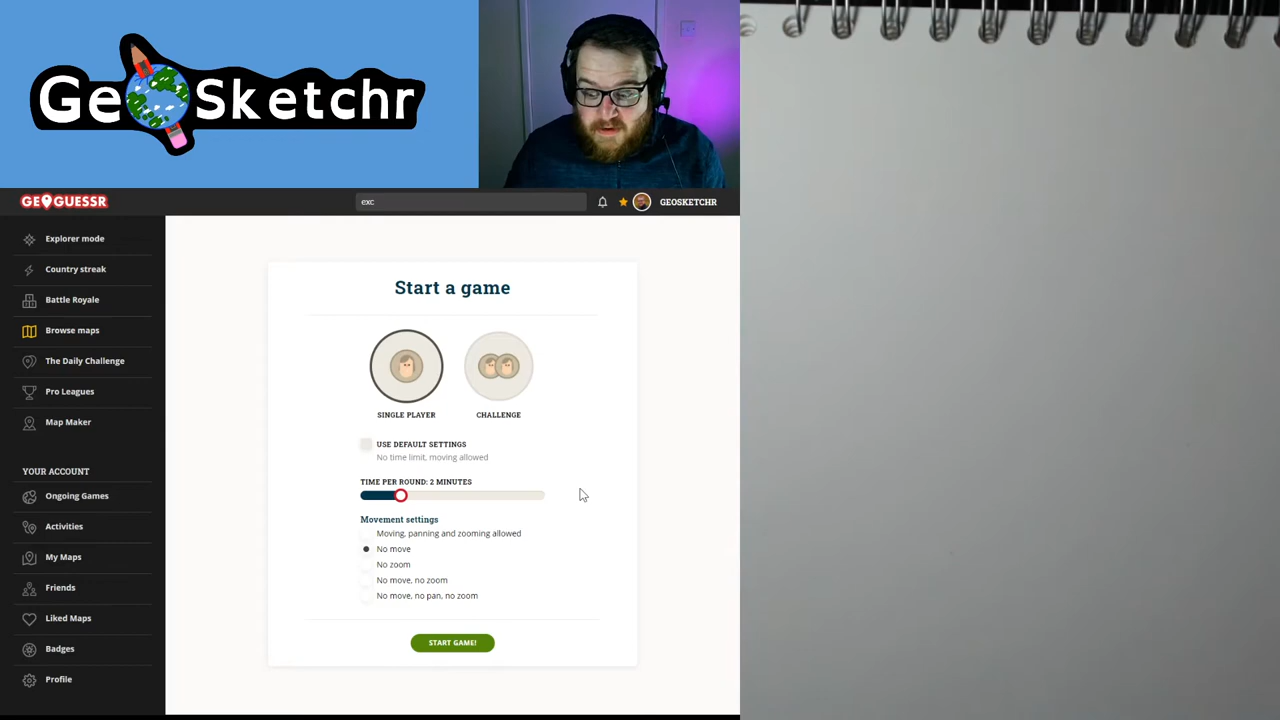 GeoSketchr
GEOGUESSR
exc
GEOSKETCHR
Explorer mode
Country streak
Battle Royale
Browse maps
The Daily Challenge
Pro Leagues
Map Maker
YOUR ACCOUNT
Ongoing Games
Activities
My Maps
Friends
Liked Maps
Badges
Profile
Start a game
SINGLE PLAYER
CHALLENGE
USE DEFAULT SETTINGS
No time limit, moving allowed
TIME PER ROUND: 2 MINUTES
Movement settings
Moving, panning and zooming allowed
No move
No zoom
No move, no zoom
No move, no pan, no zoom
START GAME!